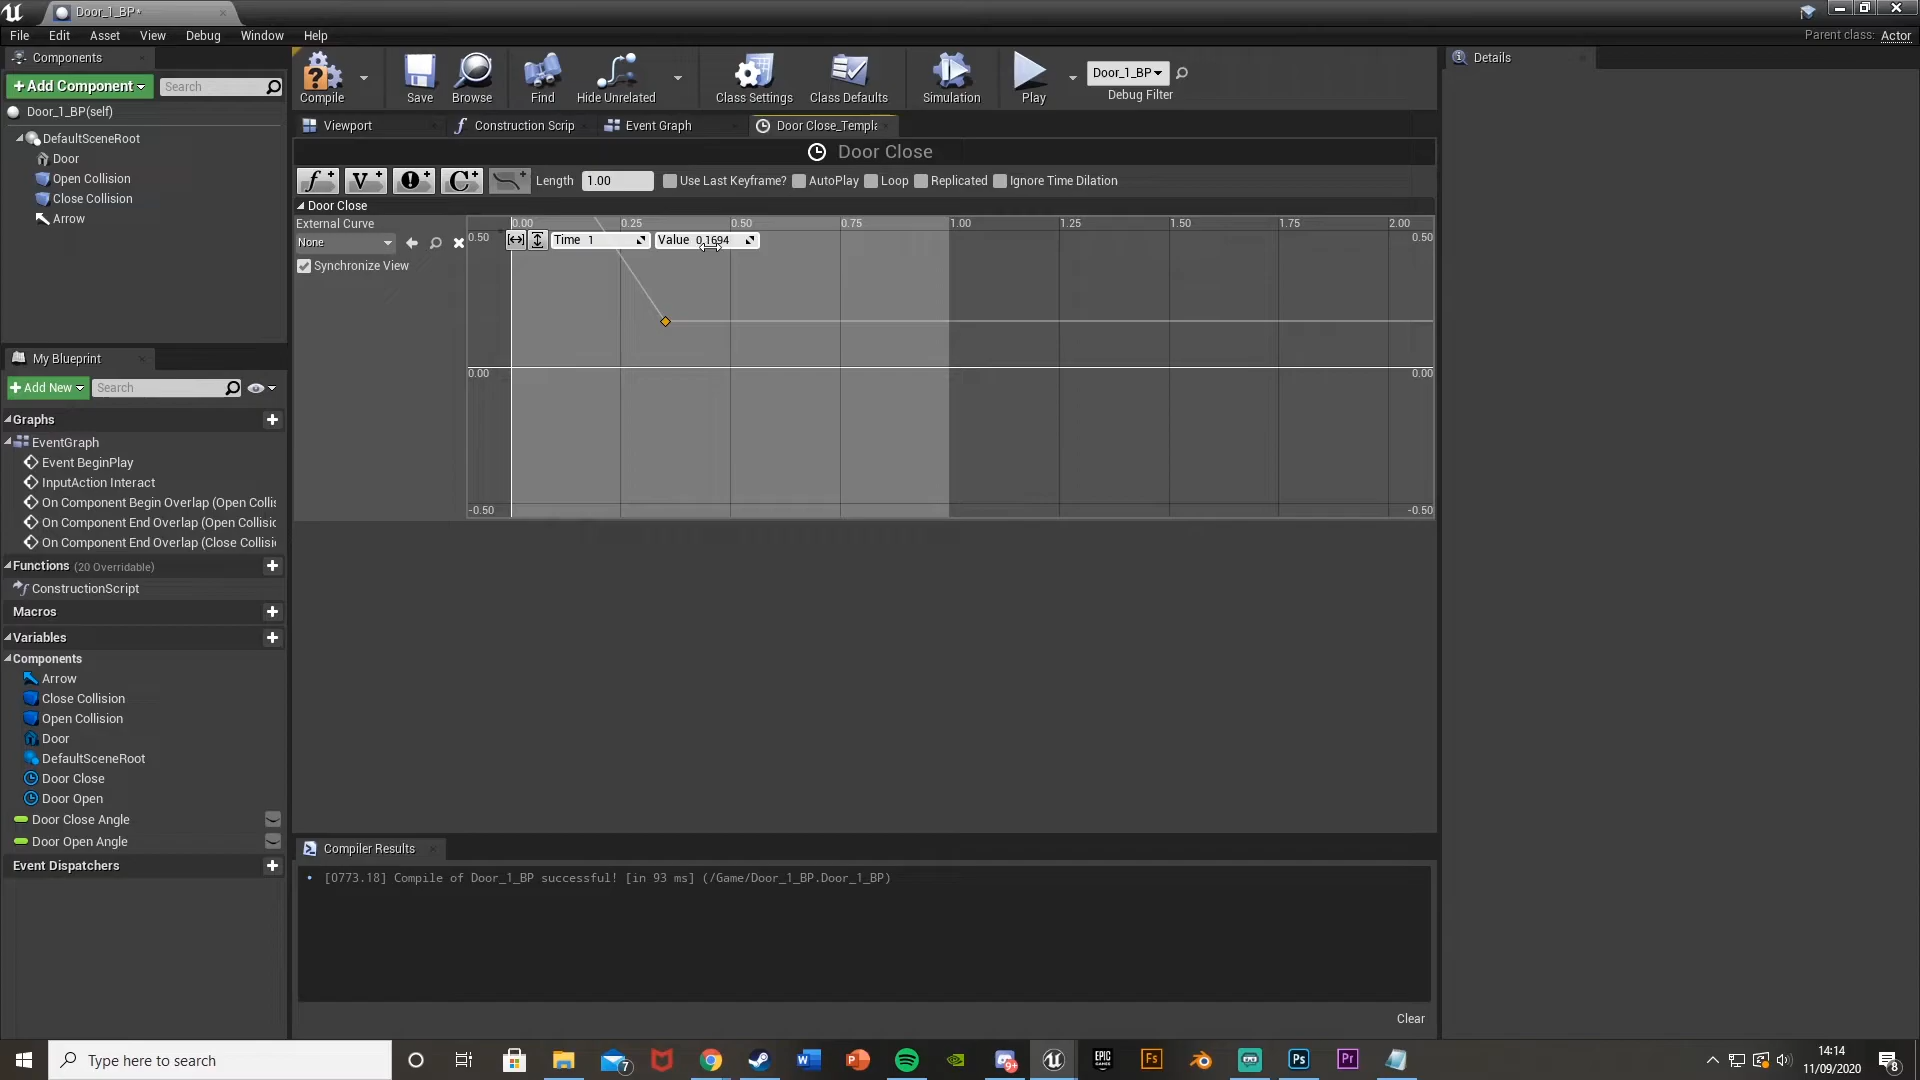 Door_1_BP*
File Edit Asset View Debug Window Help
Parent class: Actor
Components
+Add Component
Search
Door_1_BP(self)
DefaultSceneRoot
Door
Open Collision
Close Collision
Arrow
My Blueprint
+Add New
Search
Graphs
EventGraph
Event BeginPlay
InputAction Interact
On Component Begin Overlap (Open Collis
On Component End Overlap (Open Collisic
On Component End Overlap (Close Collisi
Functions (20 Overridable)
ConstructionScript
Macros
Variables
Components
Arrow
Close Collision
Open Collision
Door
DefaultSceneRoot
Door Close
Door Open
Door Close Angle
Door Open Angle
Event Dispatchers
Compile Save Browse Find Hide Unrelated Class Settings Class Defaults Simulation Play
Door_1_BP
Debug Filter
Viewport Construction Scrip Event Graph Door Close_Templa
Door Close
f+ V+ !+ C+ Length 1.00 Use Last Keyframe? AutoPlay Loop Replicated Ignore Time Dilation
Door Close
External Curve
None
Synchronize View
0.00 0.25 0.50 0.75 1.00 1.25 1.50 1.75 2.00
0.50 Time 1 Value 0.1694 0.50
0.00 0.00
-0.50 -0.50
Compiler Results
[0773.18] Compile of Door_1_BP successful! [in 93 ms] (/Game/Door_1_BP.Door_1_BP)
Clear
Details
Type here to search
7
9+
W
P
EPIC GAMES
Fs
Ps
Pr
14:14
11/09/2020
8